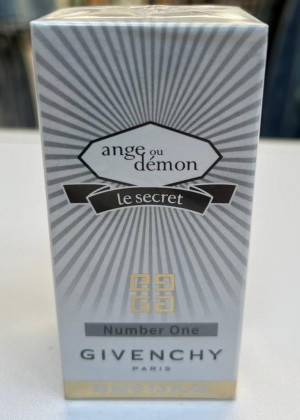 ange ou
démon
le secret
Number One
GIVENCHY
PARIS